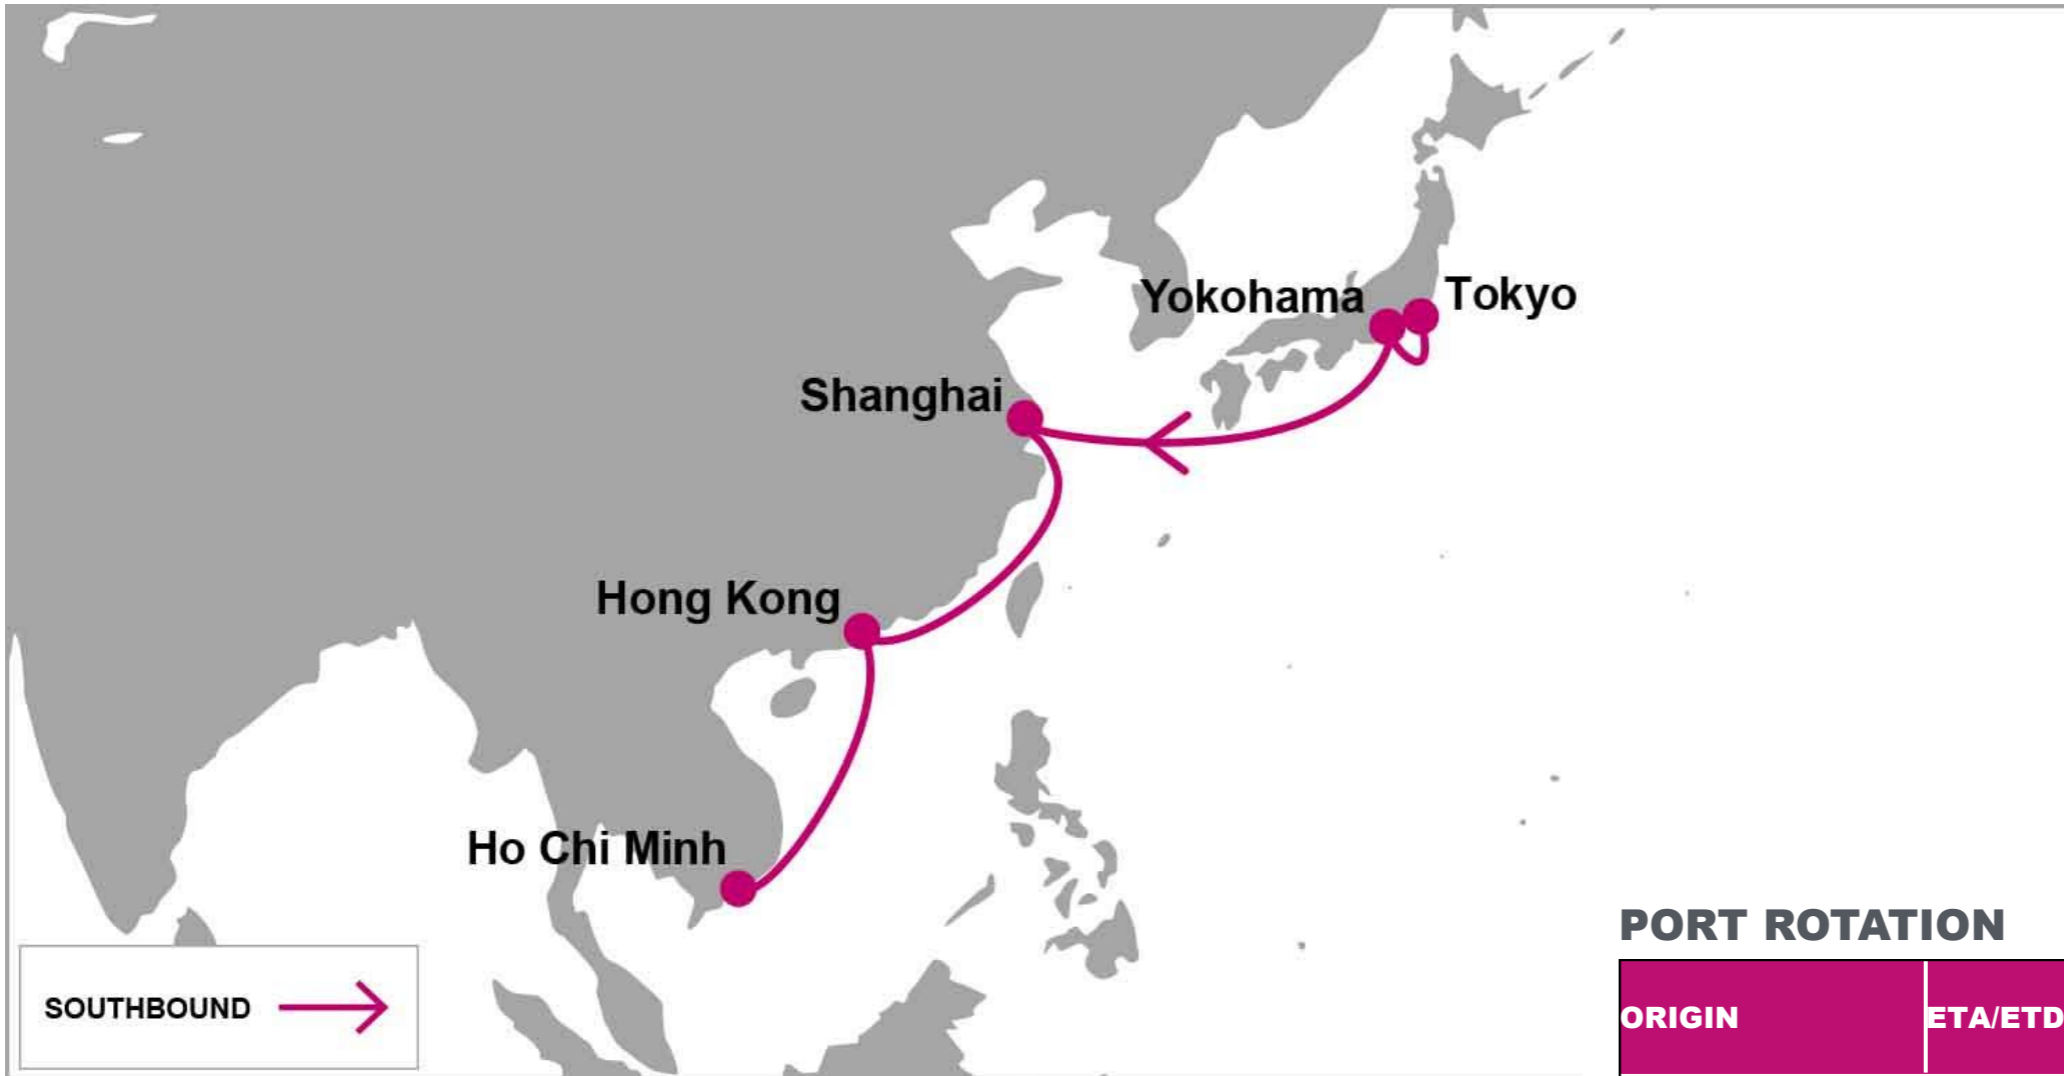 Yokohama
Tokyo
Shanghai
Hong Kong
Ho Chi Minh
SOUTHBOUND
PORT ROTATION
ORIGIN
ETA/ETD